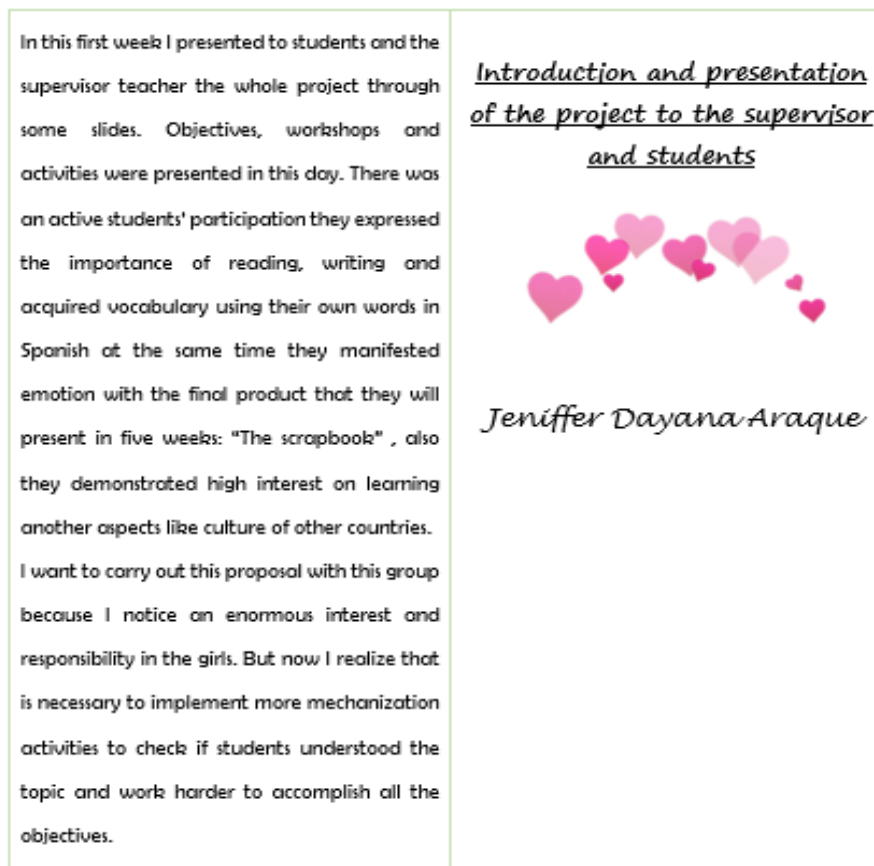 In this first week I presented to students and the
supervisor teacher the whole project through
some slides. Objectives, workshops and
activities were presented in this day. There was
an active students' participation they expressed
the importance of reading, writing and
acquired vocabulary using their own words in
Spanish at the same time they manifested
emotion with the final product that they will
present in five weeks: "The scrapbook" , also
they demonstrated high interest on learning
another aspects like culture of other countries.
I want to carry out this proposal with this group
because I notice an enormous interest and
responsibility in the girls. But now I realize that
is necessary to implement more mechanization
activities to check if students understood the
topic and work harder to accomplish all the
objectives.
Introduction and presentation
of the project to the supervisor
and students
Jeniffer Dayana Araque